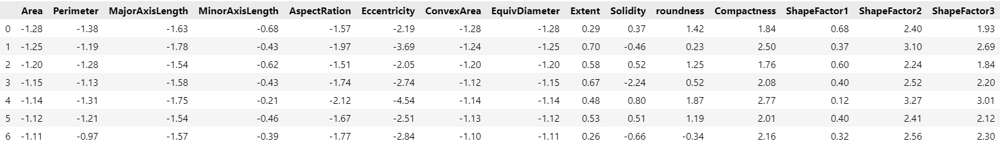 Area Perimeter MajorAxisLength MinorAxisLength AspectRation Eccentricity ConvexArea EquivDiameter Extent Solidity roundness Compactness ShapeFactor1 ShapeFactor2 ShapeFactor3
0 -1.28 -1.38 -1.63 -0.68 -1.57 -2.19 -1.28 -1.28 0.29 0.37 1.42 1.84 0.68 2.40 1.93
1 -1.25 -1.19 -1.78 -0.43 -1.97 -3.69 -1.24 -1.25 0.70 -0.46 0.23 2.50 0.37 3.10 2.69
2 -1.20 -1.28 -1.54 -0.62 -1.51 -2.05 -1.20 -1.20 0.58 0.52 1.25 1.76 0.60 2.24 1.84
3 -1.15 -1.13 -1.58 -0.43 -1.74 -2.74 -1.12 -1.15 0.67 -2.24 0.52 2.08 0.40 2.52 2.20
4 -1.14 -1.31 -1.75 -0.21 -2.12 -4.54 -1.14 -1.14 0.48 0.80 1.87 2.77 0.12 3.27 3.01
5 -1.12 -1.21 -1.54 -0.46 -1.67 -2.51 -1.13 -1.12 0.53 0.51 1.19 2.01 0.40 2.41 2.12
6 -1.11 -0.97 -1.57 -0.39 -1.77 -2.84 -1.10 -1.11 0.26 -0.66 -0.34 2.16 0.32 2.56 2.30